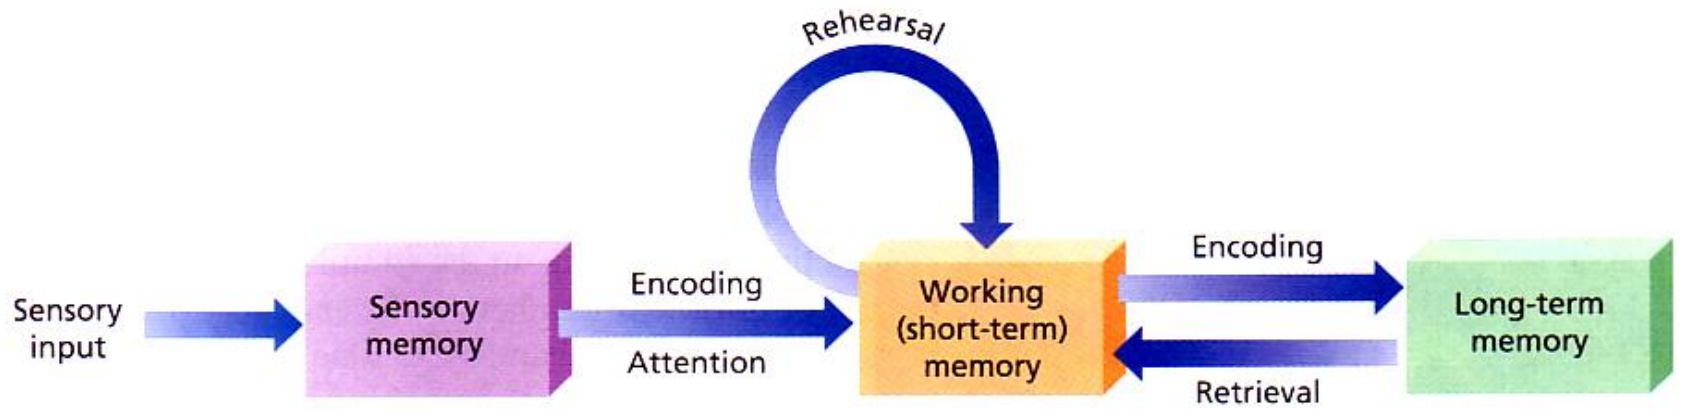 Rehearsal
Sensory
input
Sensory
memory
Encoding
Attention
Working
(short-term)
memory
Encoding
Retrieval
Long-term
memory